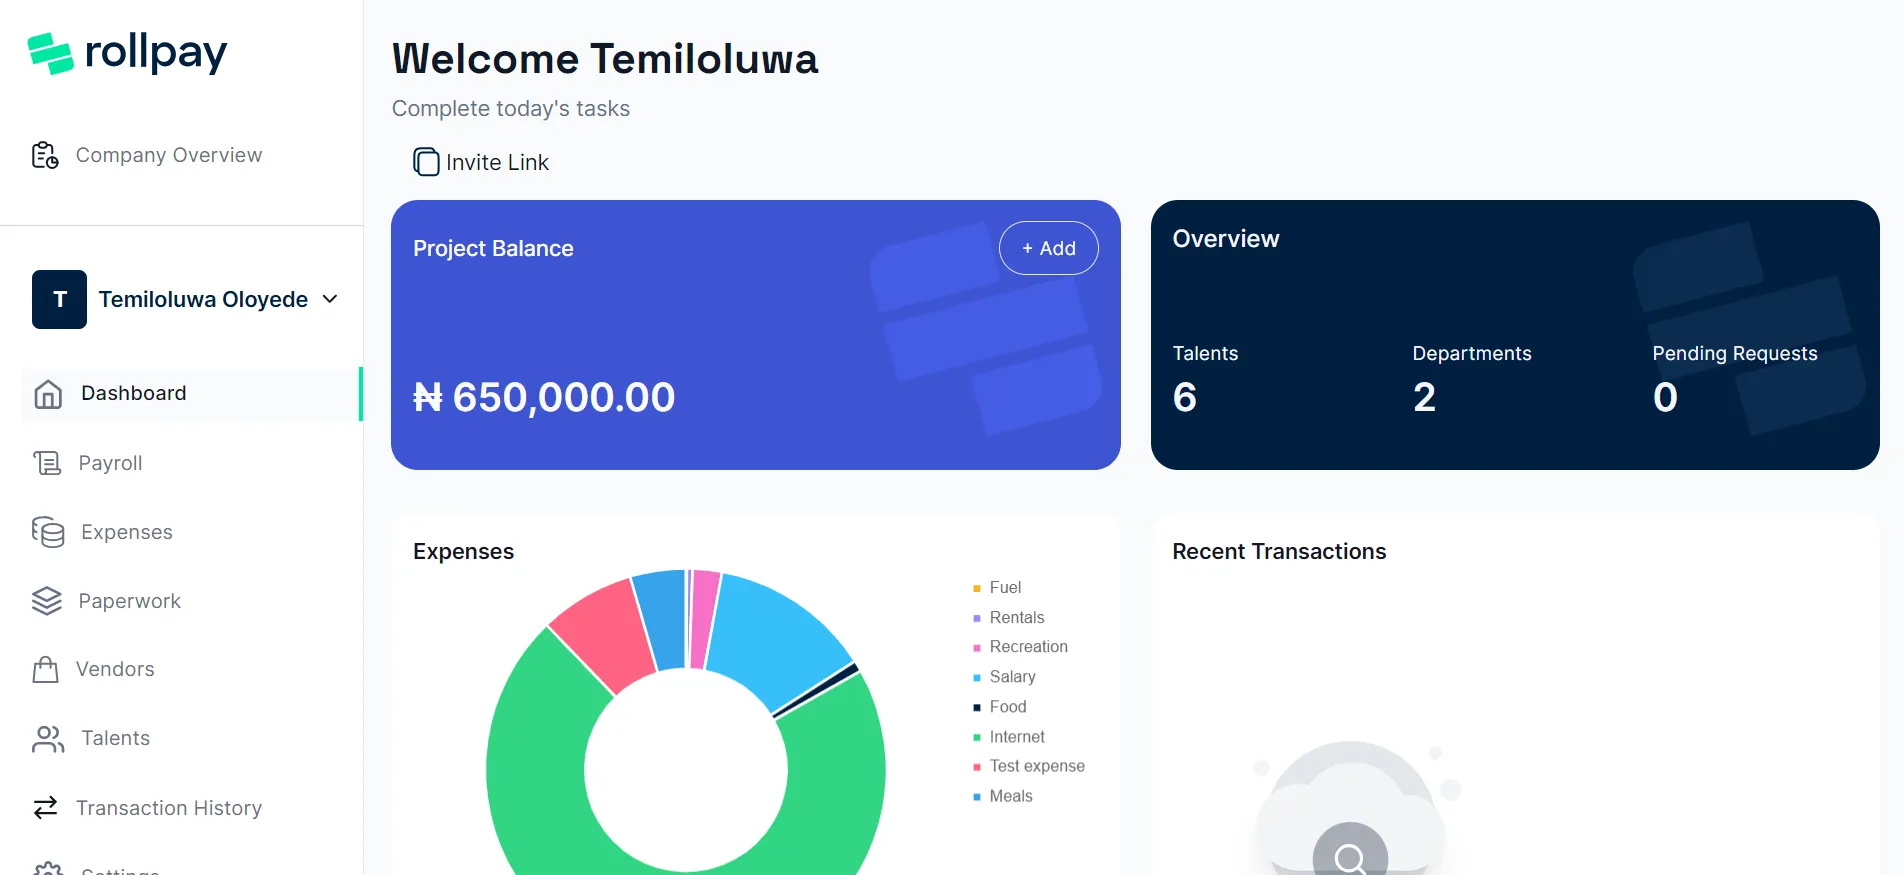 rollpay
Company Overview
T
Temiloluwa Oloyede
Dashboard
Payroll
Expenses
Paperwork
Vendors
Talents
Transaction History
Settings
Welcome Temiloluwa
Complete today's tasks
Invite Link
Project Balance
+ Add
₦ 650,000.00
Overview
Talents
6
Departments
2
Pending Requests
0
Expenses
Fuel
Rentals
Recreation
Salary
Food
Internet
Test expense
Meals
Recent Transactions